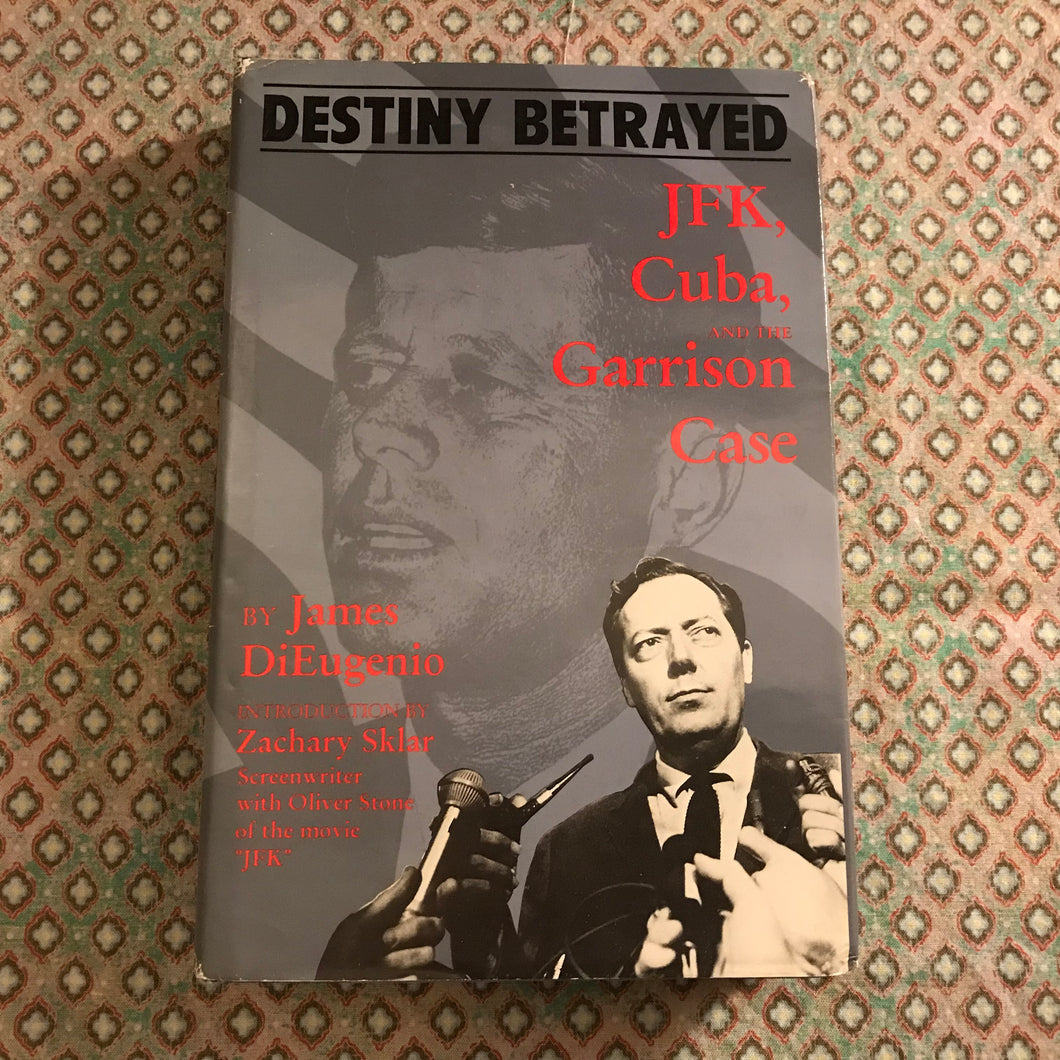 DESTINY BETRAYED
JFK,
Cuba,
AND THE
Garrison
Case
BY James
DiEugenio
INTRODUCTION BY
Zachary Sklar
Screenwriter
with Oliver Stone
of the movie
"JFK"